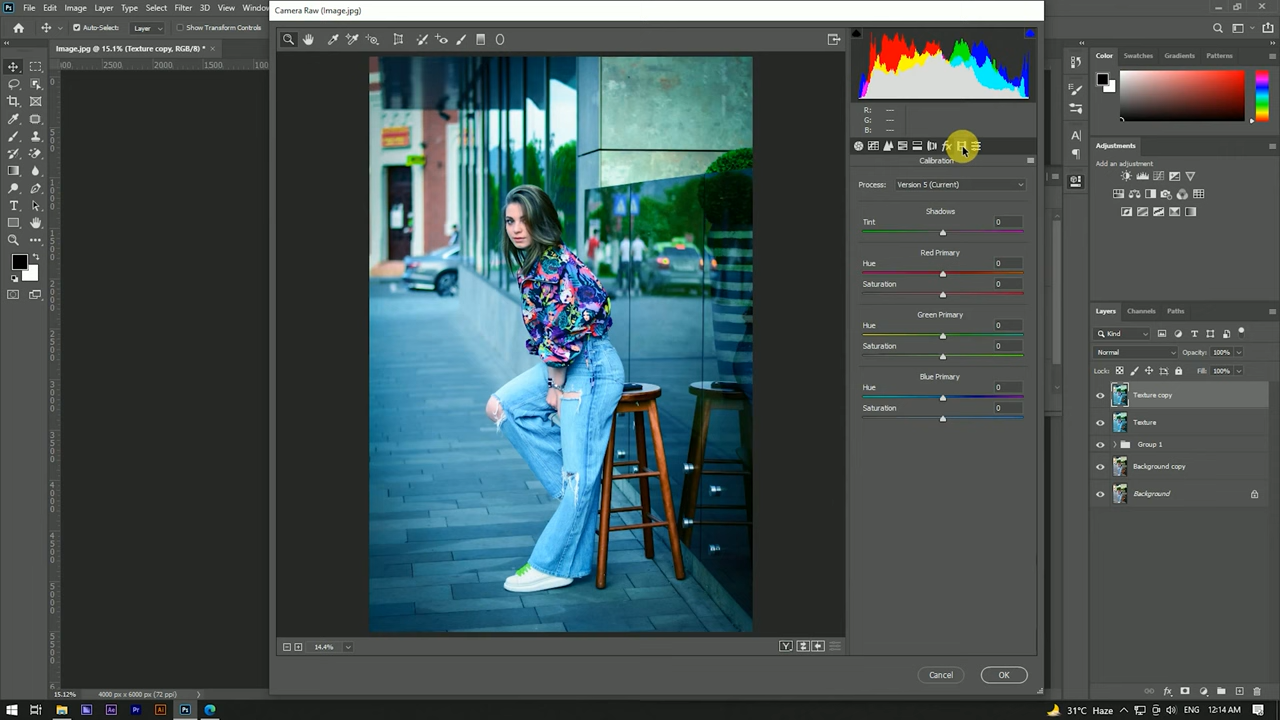 Camera Raw (Image.jpg)
File Edit Image Layer Type Select Filter 3D View Window
Auto-Select: Layer Show Transform Controls
Image.jpg @ 15.1% (Texture copy, RGB/8) *
2500 2000 1500
R: ---
G: ---
B: ---
Calibration
Process: Version 5 (Current)
Shadows
Tint 0
Red Primary
Hue 0
Saturation 0
Green Primary
Hue 0
Saturation 0
Blue Primary
Hue 0
Saturation 0
14.4%
Cancel OK
Color Swatches Patterns
Adjustments
Add an adjustment
Layers Channels Paths
Kind
Normal Opacity: 100%
Lock: Fill: 100%
Texture copy
Texture
Group 1
Background copy
Background
15.12% 4000 px x 6000 px (72 ppi)
31°C Haze ENG 12:14 AM